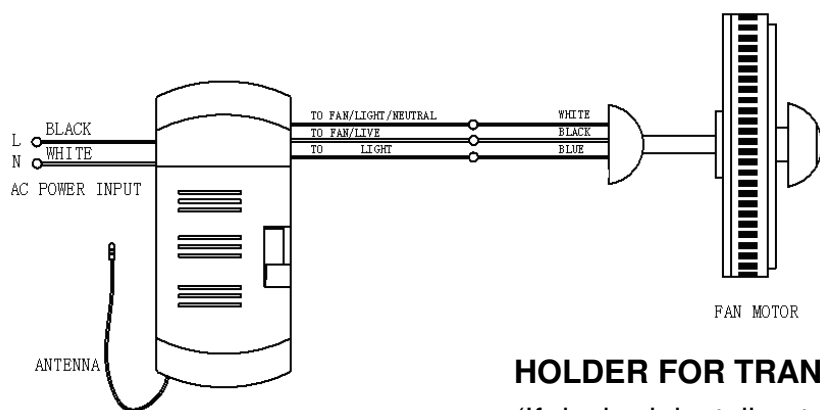 TO FAN/LIGHT/NEUTRAL WHITE
L BLACK TO FAN/LIVE BLACK
N WHITE TO LIGHT BLUE
AC POWER INPUT
FAN MOTOR
ANTENNA
HOLDER FOR TRAN